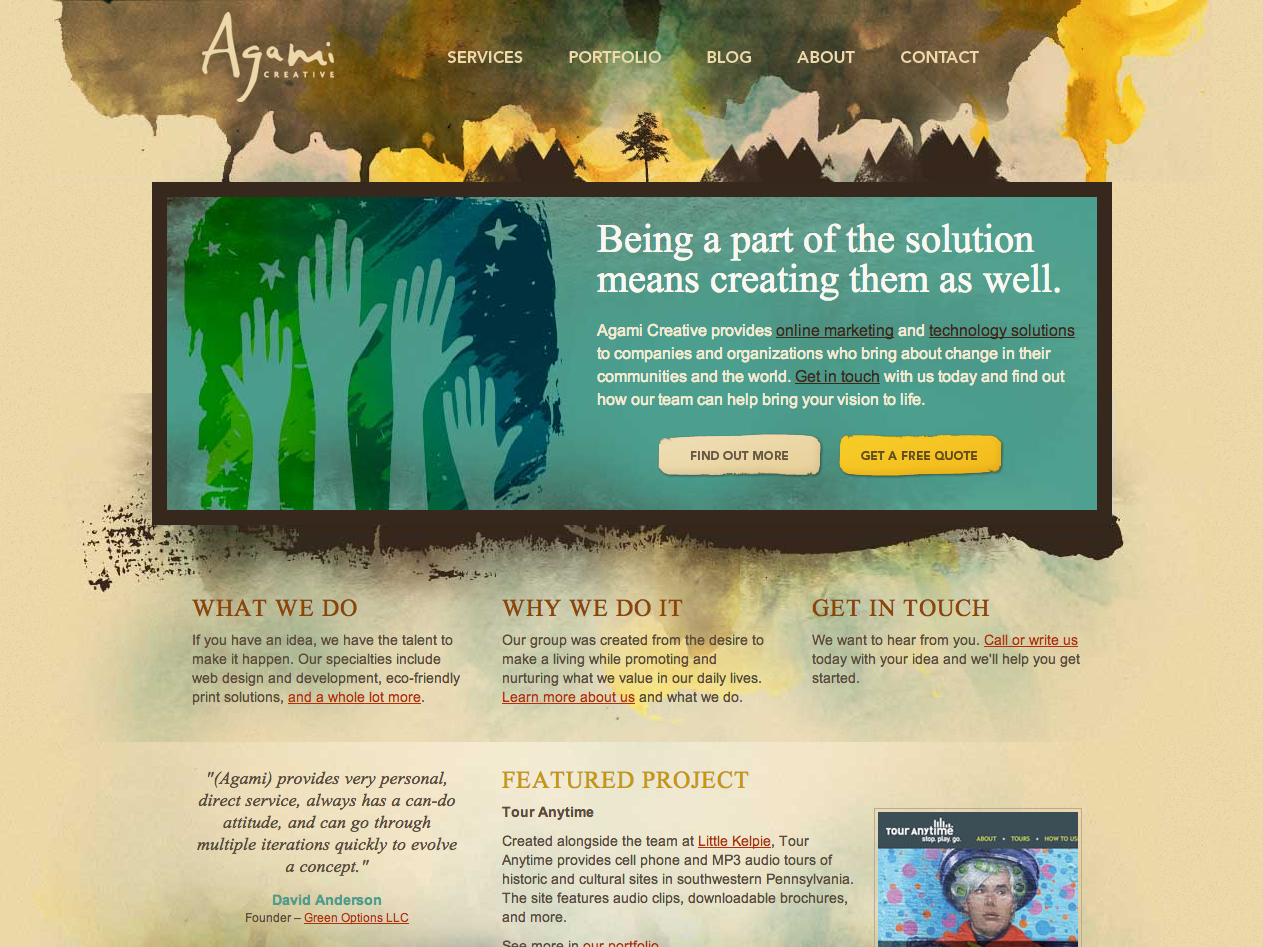 Agami
CREATIVE
SERVICES PORTFOLIO BLOG ABOUT CONTACT
Being a part of the solution
means creating them as well.
Agami Creative provides online marketing and technology solutions
to companies and organizations who bring about change in their
communities and the world. Get in touch with us today and find out
how our team can help bring your vision to life.
FIND OUT MORE GET A FREE QUOTE
WHAT WE DO
If you have an idea, we have the talent to
make it happen. Our specialties include
web design and development, eco-friendly
print solutions, and a whole lot more.
WHY WE DO IT
Our group was created from the desire to
make a living while promoting and
nurturing what we value in our daily lives.
Learn more about us and what we do.
GET IN TOUCH
We want to hear from you. Call or write us
today with your idea and we'll help you get
started.
"(Agami) provides very personal,
direct service, always has a can-do
attitude, and can go through
multiple iterations quickly to evolve
a concept."
David Anderson
Founder – Green Options LLC
FEATURED PROJECT
Tour Anytime
Created alongside the team at Little Kelpie, Tour
Anytime provides cell phone and MP3 audio tours of
historic and cultural sites in southwestern Pennsylvania.
The site features audio clips, downloadable brochures,
and more.
See more in our portfolio
TOUR ANYTIME
stop. play. go.
ABOUT • TOURS • HOW TO US